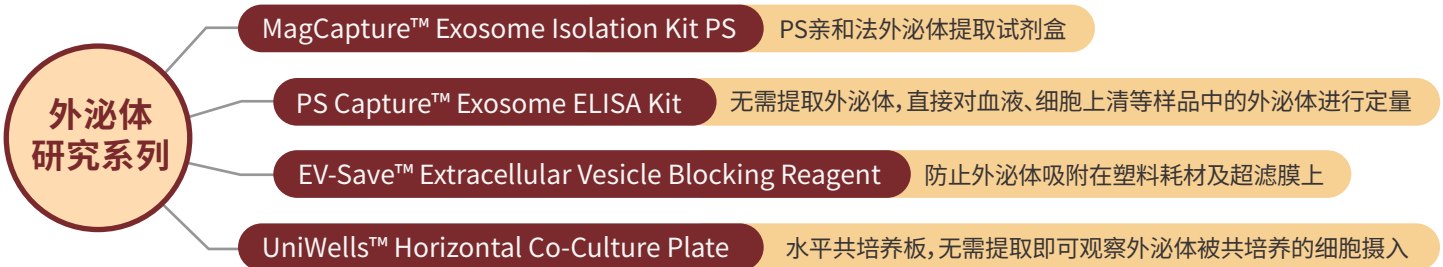 外泌体
研究系列
MagCapture™ Exosome Isolation Kit PS PS亲和法外泌体提取试剂盒
PS Capture™ Exosome ELISA Kit 无需提取外泌体，直接对血液、细胞上清等样品中的外泌体进行定量
EV-Save™ Extracellular Vesicle Blocking Reagent 防止外泌体吸附在塑料耗材及超滤膜上
UniWells™ Horizontal Co-Culture Plate 水平共培养板，无需提取即可观察外泌体被共培养的细胞摄入